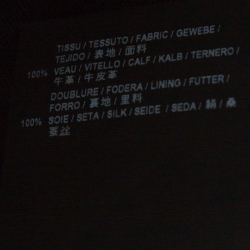 TISSU / TESSUTO / FABRIC / GEWEBE /
TEJIDO / 表地 / 面料
100% VEAU / VITELLO / CALF / KALB / TERNERO /
牛革 / 牛皮革
DOUBLURE / FODERA / LINING / FUTTER /
FORRO / 裏地 / 里料
100% SOIE / SETA / SILK / SEIDE / SEDA / 絹 / 桑
蚕丝